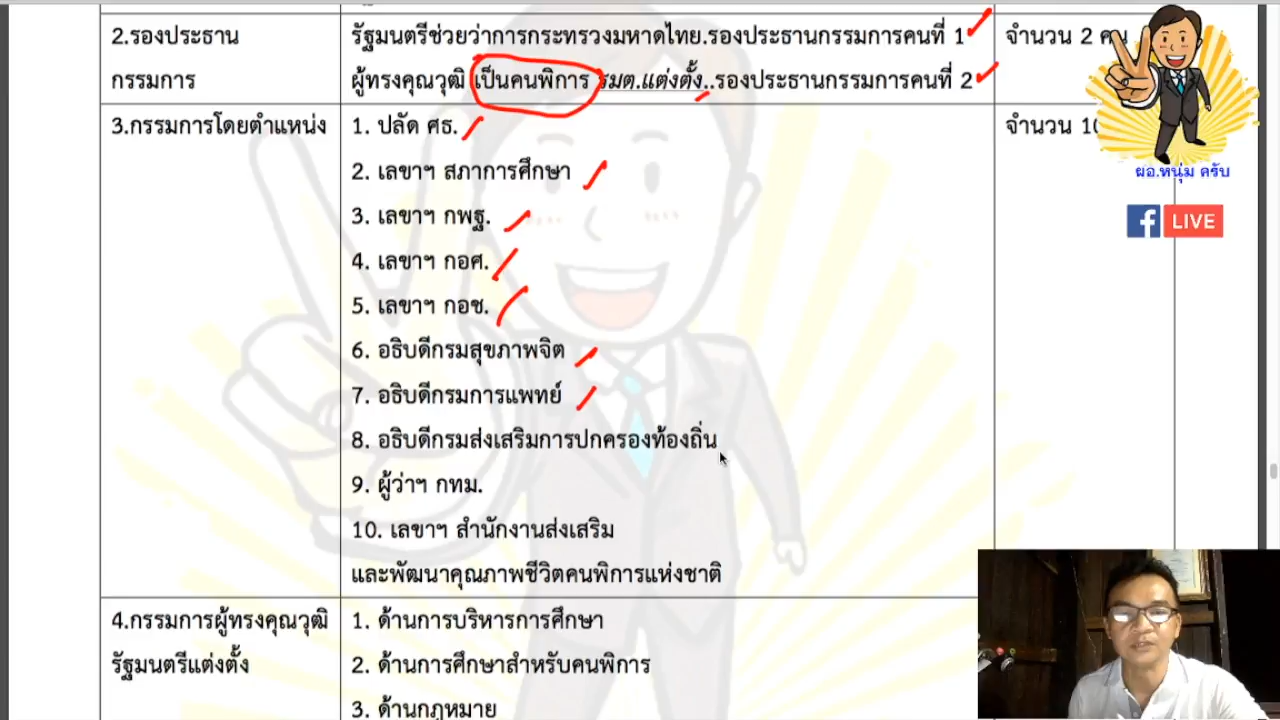 2.รองประธาน
กรรมการ
รัฐมนตรีช่วยว่าการกระทรวงมหาดไทย.รองประธานกรรมการคนที่ 1
ผู้ทรงคุณวุฒิ เป็นคนพิการ รมต.แต่งตั้ง..รองประธานกรรมการคนที่ 2
จำนวน 2 คน
3.กรรมการโดยตำแหน่ง
1. ปลัด ศธ.
2. เลขาฯ สภาการศึกษา
3. เลขาฯ กพฐ.
4. เลขาฯ กอศ.
5. เลขาฯ กอช.
6. อธิบดีกรมสุขภาพจิต
7. อธิบดีกรมการแพทย์
8. อธิบดีกรมส่งเสริมการปกครองท้องถิ่น
9. ผู้ว่าฯ กทม.
10. เลขาฯ สำนักงานส่งเสริม
และพัฒนาคุณภาพชีวิตคนพิการแห่งชาติ
จำนวน 10
4.กรรมการผู้ทรงคุณวุฒิ
รัฐมนตรีแต่งตั้ง
1. ด้านการบริหารการศึกษา
2. ด้านการศึกษาสำหรับคนพิการ
3. ด้านกฎหมาย
ผอ.หนุ่ม ครับ
f LIVE